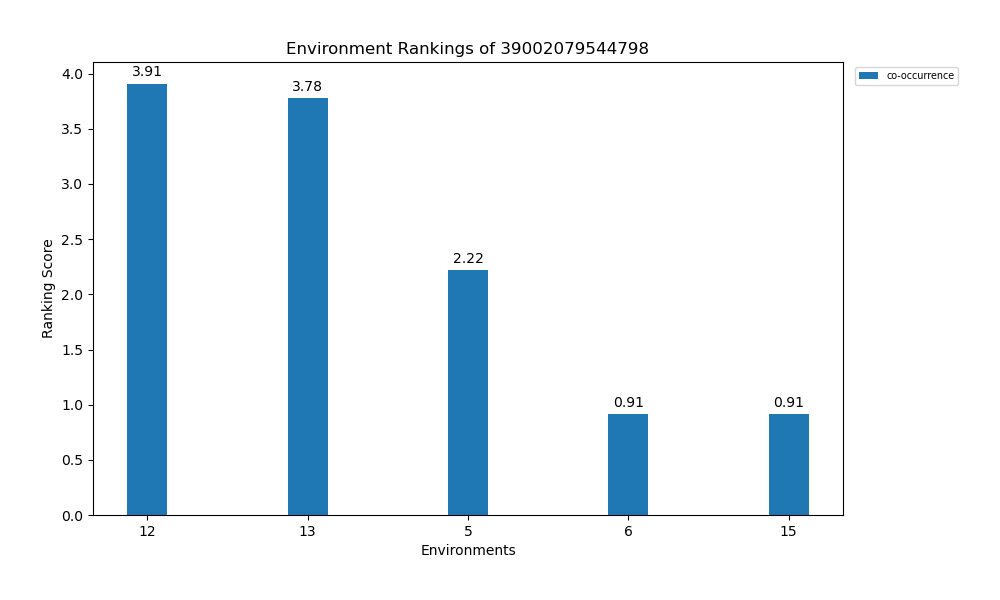 Environment Rankings of 39002079544798
co-occurrence
Ranking Score
4.0
3.5
3.0
2.5
2.0
1.5
1.0
0.5
0.0
3.91
3.78
2.22
0.91
0.91
12 13 5 6 15
Environments